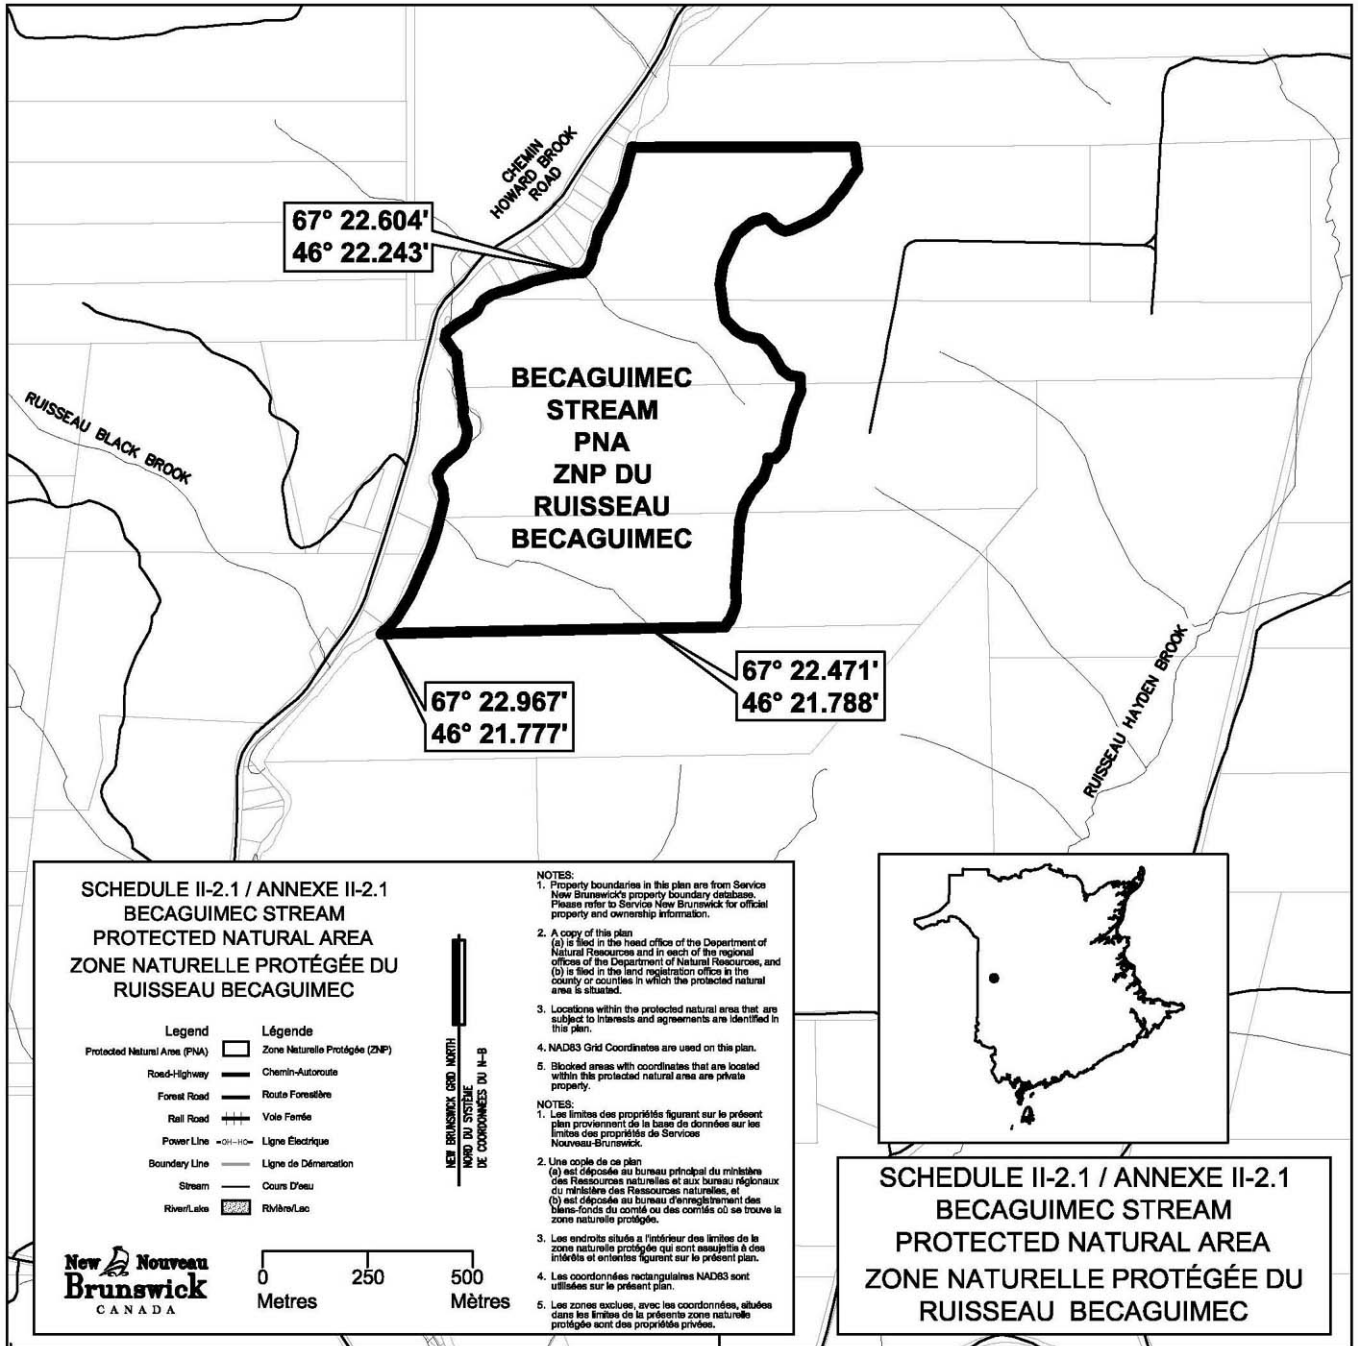 CHEMIN
HOWARD BROOK
ROAD
67° 22.604'
46° 22.243'
RUISSEAU BLACK BROOK
BECAGUIMEC
STREAM
PNA
ZNP DU
RUISSEAU
BECAGUIMEC
67° 22.471'
46° 21.788'
67° 22.967'
46° 21.777'
RUISSEAU HAYDEN BROOK
SCHEDULE II-2.1 / ANNEXE II-2.1
BECAGUIMEC STREAM
PROTECTED NATURAL AREA
ZONE NATURELLE PROTÉGÉE DU
RUISSEAU BECAGUIMEC
Legend Légende
Protected Natural Area (PNA) Zone Naturelle Protégée (ZNP)
Road-Highway Chemin-Autoroute
Forest Road Route Forestière
Rail Road Voie Ferrée
Power Line -OH-HO- Ligne Électrique
Boundary Line Ligne de Démarcation
Stream Cours D'eau
River/Lake Rivière/Lac
NEW BRUNSWICK GRID NORTH
NORD DU SYSTÈME
DE COORDONNÉES DU N-B
New Nouveau
Brunswick
CANADA
0 250 500
Metres Mètres
NOTES:
1. Property boundaries in this plan are from Service
New Brunswick's property boundary database.
Please refer to Service New Brunswick for official
property and ownership information.
2. A copy of this plan
(a) is filed in the head office of the Department of
Natural Resources and in each of the regional
offices of the Department of Natural Resources, and
(b) is filed in the land registration office in the
county or counties in which the protected natural
area is situated.
3. Locations within the protected natural area that are
subject to interests and agreements are identified in
this plan.
4. NAD83 Grid Coordinates are used on this plan.
5. Blocked areas with coordinates that are located
within this protected natural area are private
property.
NOTES:
1. Les limites des propriétés figurant sur le présent
plan proviennent de la base de données sur les
limites des propriétés de Services
Nouveau-Brunswick.
2. Une copie de ce plan
(a) est déposée au bureau principal du ministère
des Ressources naturelles et aux bureau régionaux
du ministère des Ressources naturelles, et
(b) est déposée au bureau d'enregistrement des
biens-fonds du comté ou des comtés où se trouve la
zone naturelle protégée.
3. Les endroits situés a l'intérieur des limites de la
zone naturelle protégée qui sont assujettis à des
intérêts et ententes figurent sur le présent plan.
4. Les coordonnées rectangulaires NAD83 sont
utilisées sur le présent plan.
5. Les zones exclues, avec les coordonnées, situées
dans les limites de la présente zone naturelle
protégée sont des propriétés privées.
SCHEDULE II-2.1 / ANNEXE II-2.1
BECAGUIMEC STREAM
PROTECTED NATURAL AREA
ZONE NATURELLE PROTÉGÉE DU
RUISSEAU BECAGUIMEC